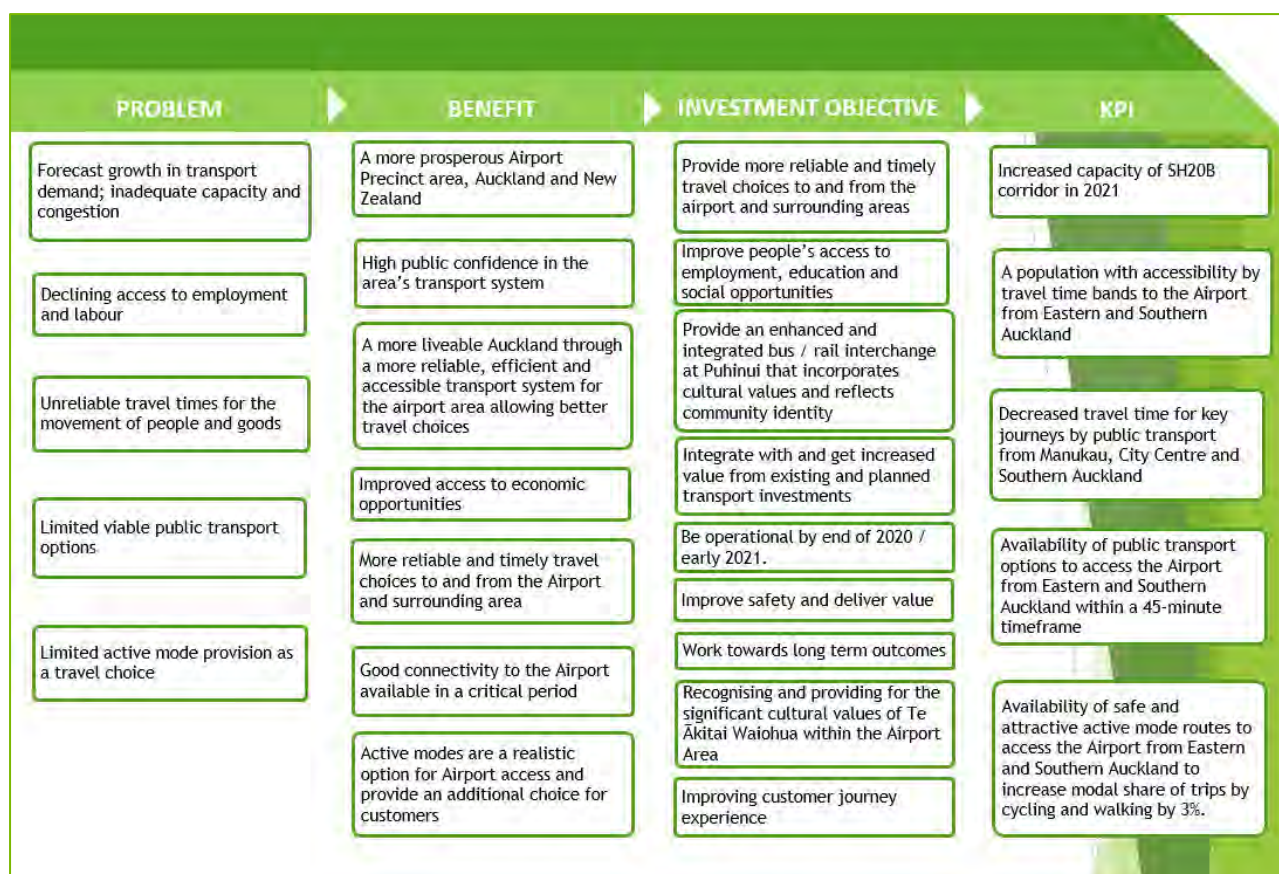 PROBLEM
BENEFIT
INVESTMENT OBJECTIVE
KPI
Forecast growth in transport
demand; inadequate capacity and
congestion
Declining access to employment
and labour
Unreliable travel times for the
movement of people and goods
Limited viable public transport
options
Limited active mode provision as
a travel choice
A more prosperous Airport
Precinct area, Auckland and New
Zealand
High public confidence in the
area's transport system
A more liveable Auckland through
a more reliable, efficient and
accessible transport system for
the airport area allowing better
travel choices
Improved access to economic
opportunities
More reliable and timely travel
choices to and from the Airport
and surrounding area
Good connectivity to the Airport
available in a critical period
Active modes are a realistic
option for Airport access and
provide an additional choice for
customers
Provide more reliable and timely
travel choices to and from the
airport and surrounding areas
Improve people's access to
employment, education and
social opportunities
Provide an enhanced and
integrated bus / rail interchange
at Puhinui that incorporates
cultural values and reflects
community identity
Integrate with and get increased
value from existing and planned
transport investments
Be operational by end of 2020 /
early 2021.
Improve safety and deliver value
Work towards long term outcomes
Recognising and providing for the
significant cultural values of Te
Ākitai Waiohua within the Airport
Area
Improving customer journey
experience
Increased capacity of SH20B
corridor in 2021
A population with accessibility by
travel time bands to the Airport
from Eastern and Southern
Auckland
Decreased travel time for key
journeys by public transport
from Manukau, City Centre and
Southern Auckland
Availability of public transport
options to access the Airport
from Eastern and Southern
Auckland within a 45-minute
timeframe
Availability of safe and
attractive active mode routes to
access the Airport from Eastern
and Southern Auckland to
increase modal share of trips by
cycling and walking by 3%.